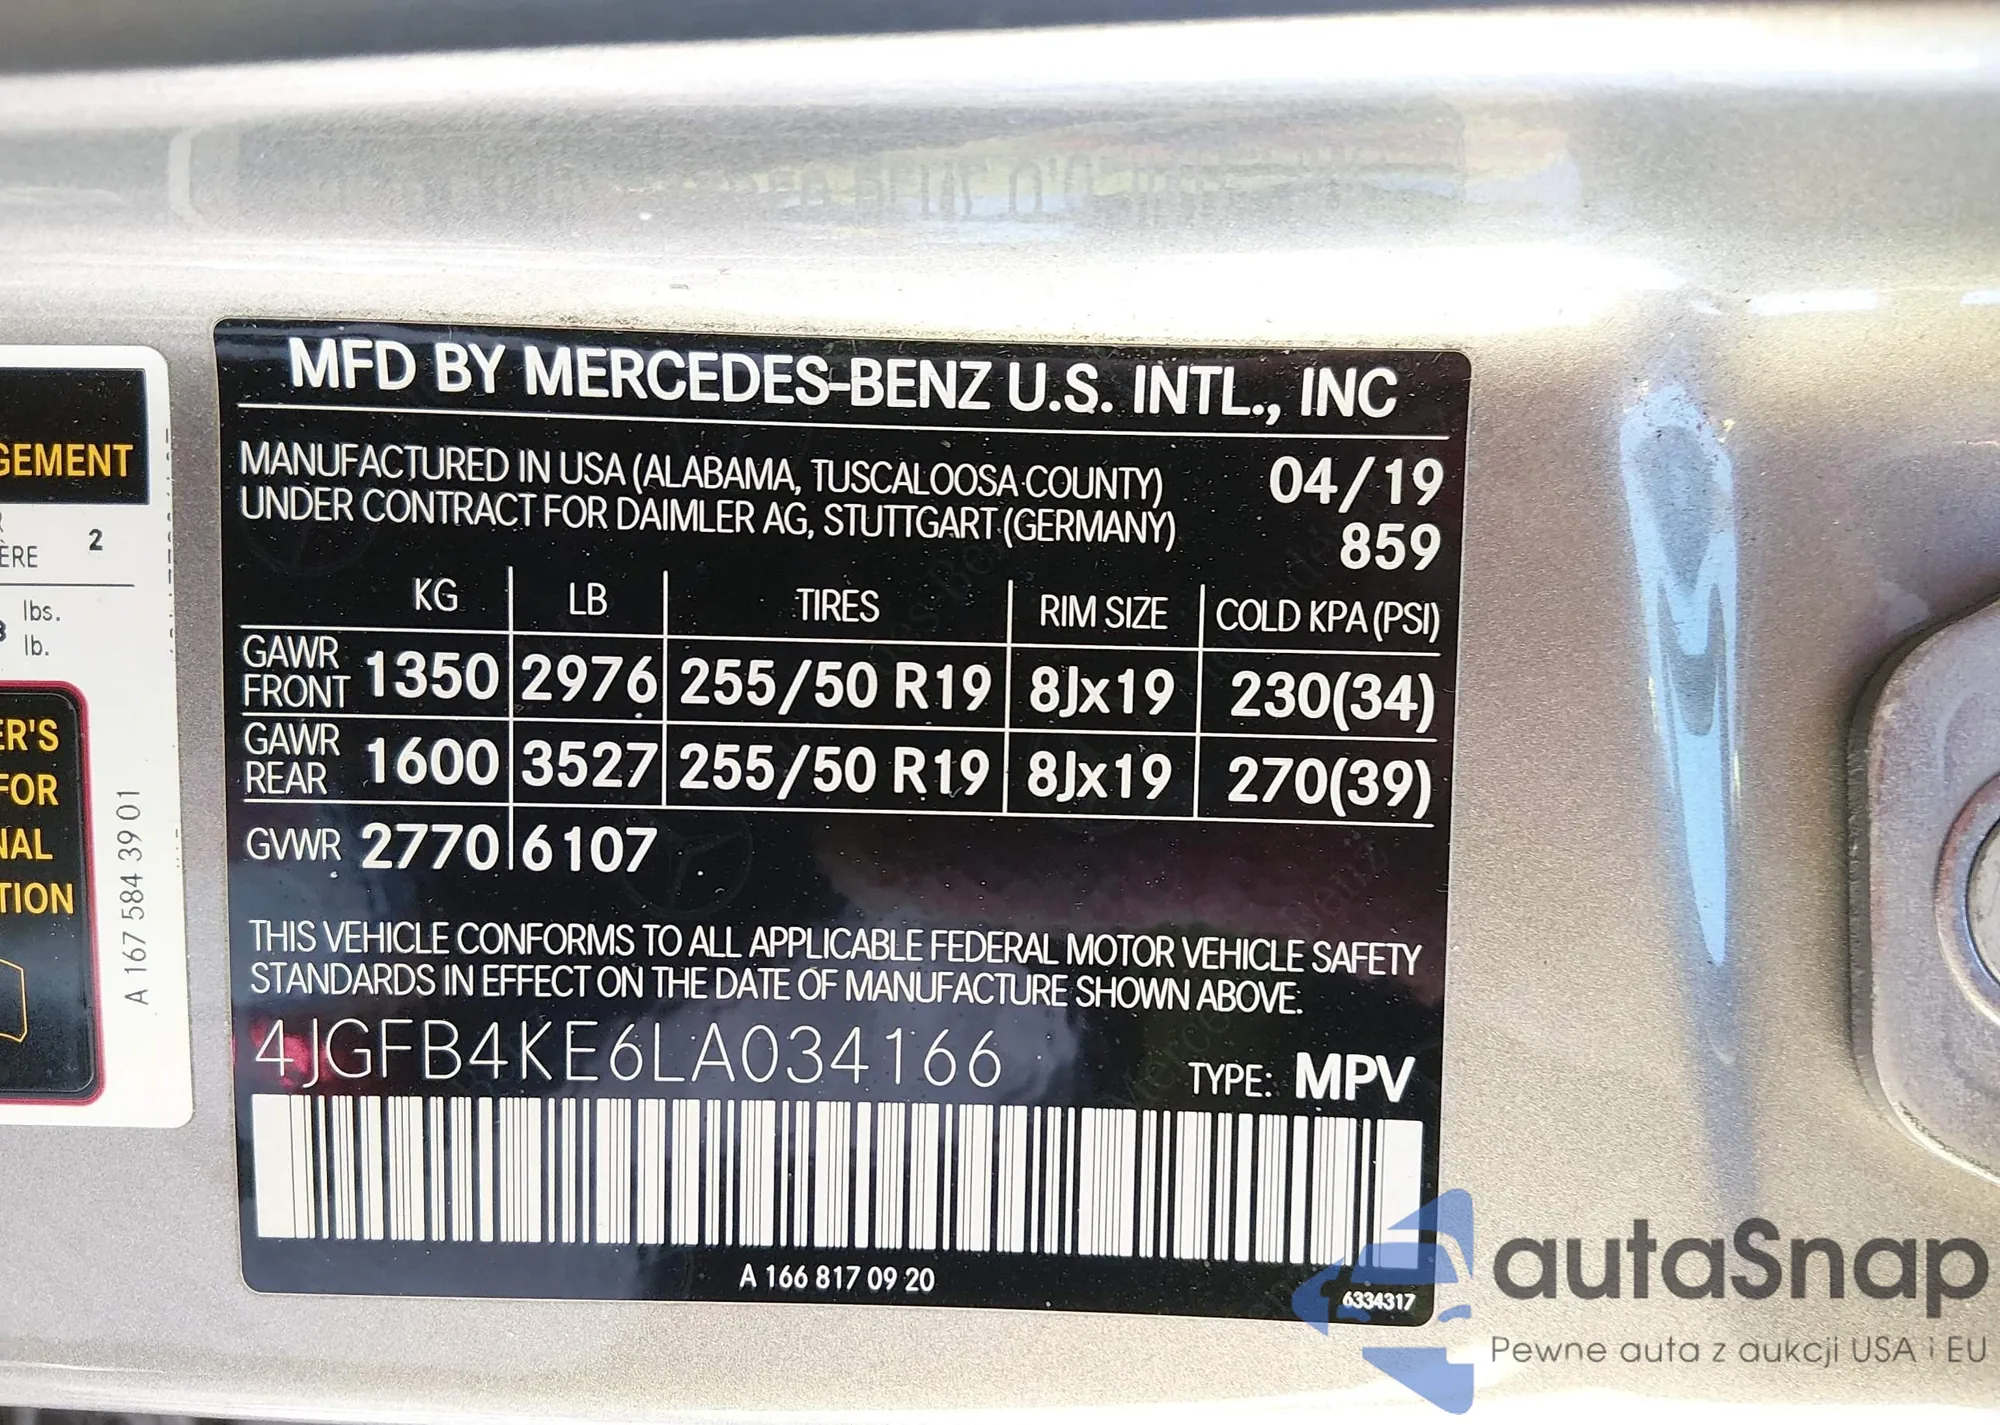 MFD BY MERCEDES-BENZ U.S. INTL., INC
MANUFACTURED IN USA (ALABAMA, TUSCALOOSA COUNTY) 04/19
UNDER CONTRACT FOR DAIMLER AG, STUTTGART (GERMANY) 859
KG LB TIRES RIM SIZE COLD KPA (PSI)
GAWR FRONT 1350 2976 255/50 R19 8Jx19 230(34)
GAWR REAR 1600 3527 255/50 R19 8Jx19 270(39)
GVWR 2770 6107
THIS VEHICLE CONFORMS TO ALL APPLICABLE FEDERAL MOTOR VEHICLE SAFETY
STANDARDS IN EFFECT ON THE DATE OF MANUFACTURE SHOWN ABOVE.
4JGFB4KE6LA034166 TYPE: MPV
A 166 817 09 20
6334317
GEMENT
ÈRE 2
lbs.
lb.
ER'S
FOR
NAL
TION
A 167 584 39 01
autaSnap
Pewne auta z aukcji USA i EU